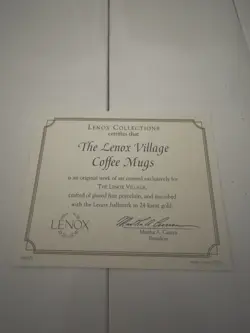 LENOX COLLECTIONS
certifies that
The Lenox Village
Coffee Mugs
is an original work of art created exclusively for
THE LENOX VILLAGE,
crafted of glazed fine porcelain, and inscribed
with the Lenox hallmark in 24 karat gold.
LENOX
President